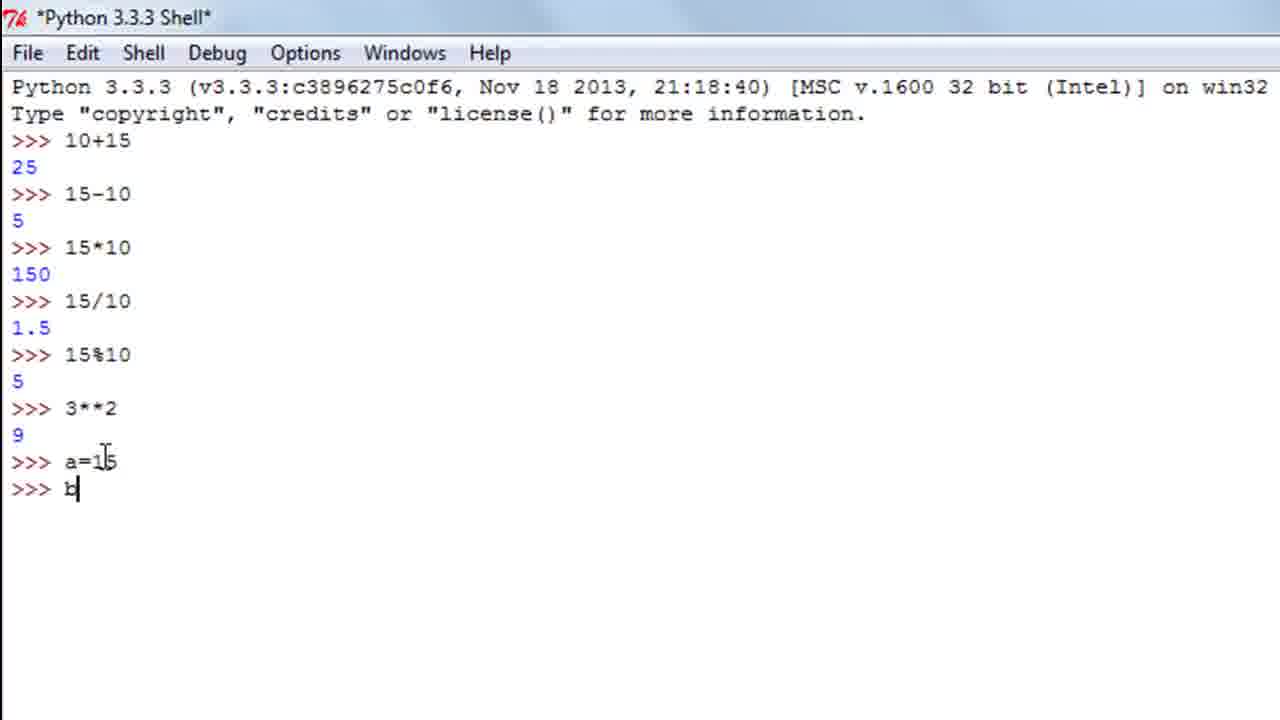 *Python 3.3.3 Shell*
File Edit Shell Debug Options Windows Help
Python 3.3.3 (v3.3.3:c3896275c0f6, Nov 18 2013, 21:18:40) [MSC v.1600 32 bit (Intel)] on win32
Type "copyright", "credits" or "license()" for more information.
>>> 10+15
25
>>> 15-10
5
>>> 15*10
150
>>> 15/10
1.5
>>> 15%10
5
>>> 3**2
9
>>> a=15
>>> b